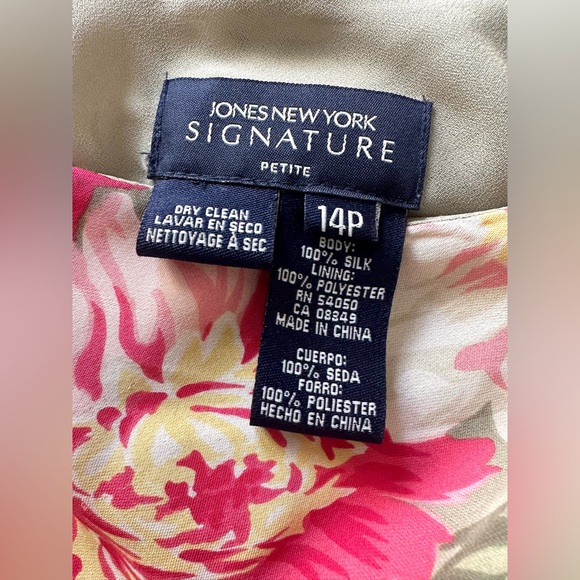 JONES NEW YORK
SIGNATURE
PETITE
DRY CLEAN
LAVAR EN SECO
NETTOYAGE À SEC
14P
BODY:
100% SILK
LINING:
100% POLYESTER
RN 54050
CA 08849
MADE IN CHINA
CUERPO:
100% SEDA
FORRO:
100% POLIESTER
HECHO EN CHINA